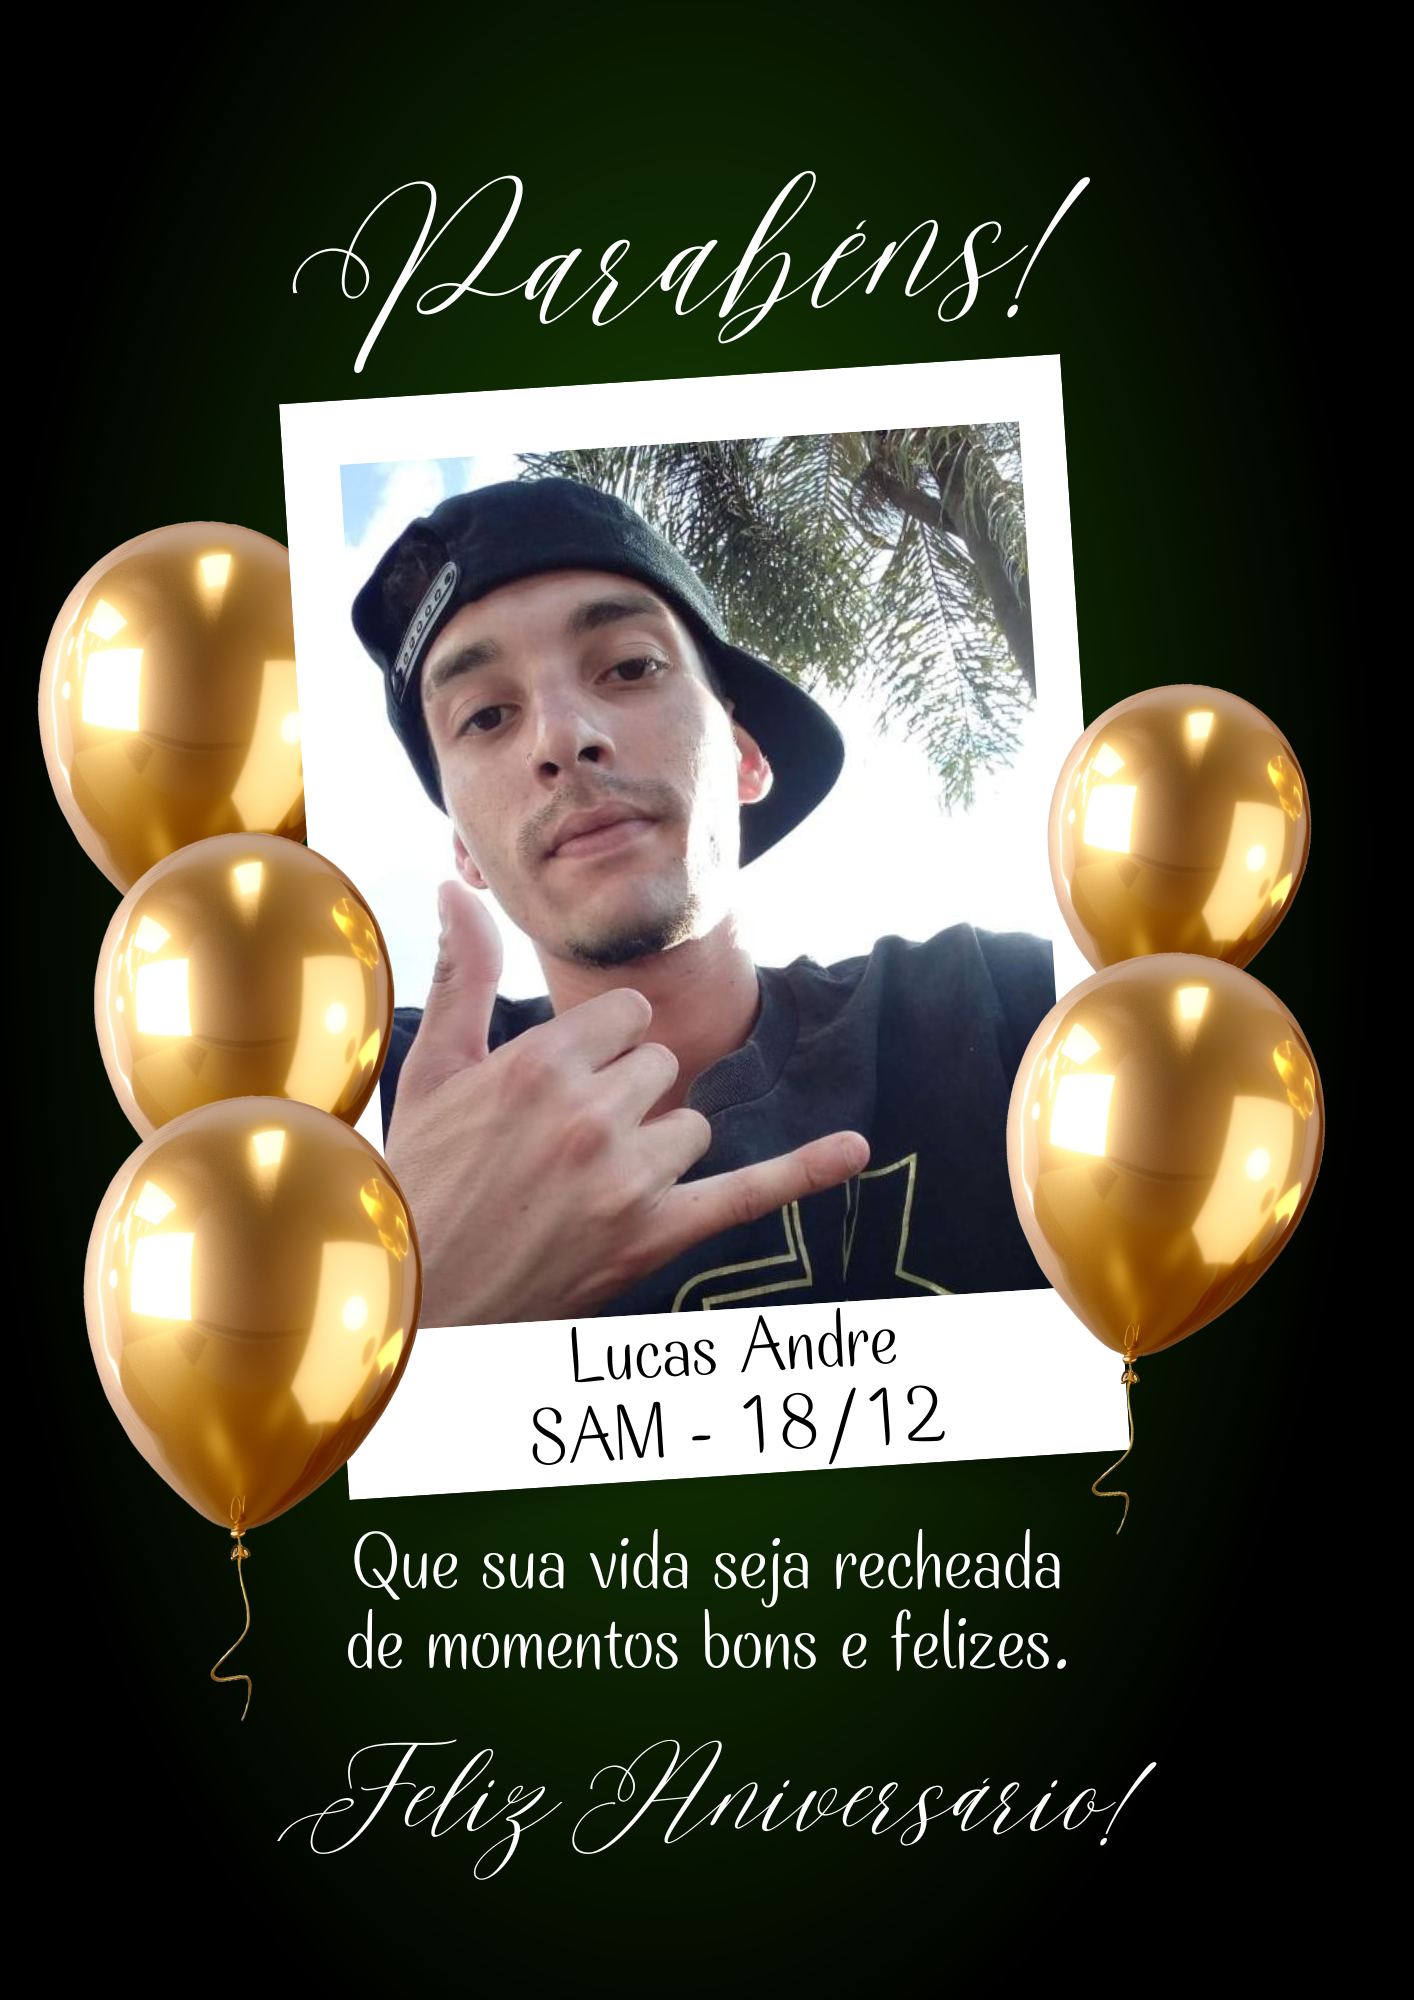 Parabéns!
Lucas Andre
SAM - 18/12
Que sua vida seja recheada
de momentos bons e felizes.
Feliz Aniversário!